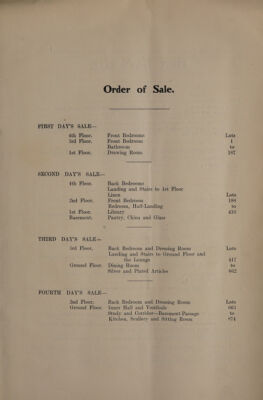 Order of Sale.
FIRST DAY'S SALE—
4th Floor. Front Bedrooms Lots
3rd Floor. Front Bedroom 1
Bathroom to
1st Floor. Drawing Room 187
SECOND DAY'S SALE—
4th Floor. Back Bedrooms
Landing and Stairs to 1st Floor
Linen Lots
2nd Floor. Front Bedroom 188
Bedroom, Half-Landing to
1st Floor. Library
Basement. Pantry, China and Glass
THIRD DAY'S SALE—
3rd Floor. Back Bedroom and Dressing Room Lots
Landing and Stairs to Ground Floor and
the Lounge 417
Ground Floor Dining Room to
Silver and Plated Articles 662
FOURTH DAY'S SALE—
2nd Floor. Back Bedroom and Dressing Room Lots
Ground Floor. Inner Hall and Vestibule 663
Study and Corridor—Basement Passage to
Kitchen, Scullery and Sitting Room 874